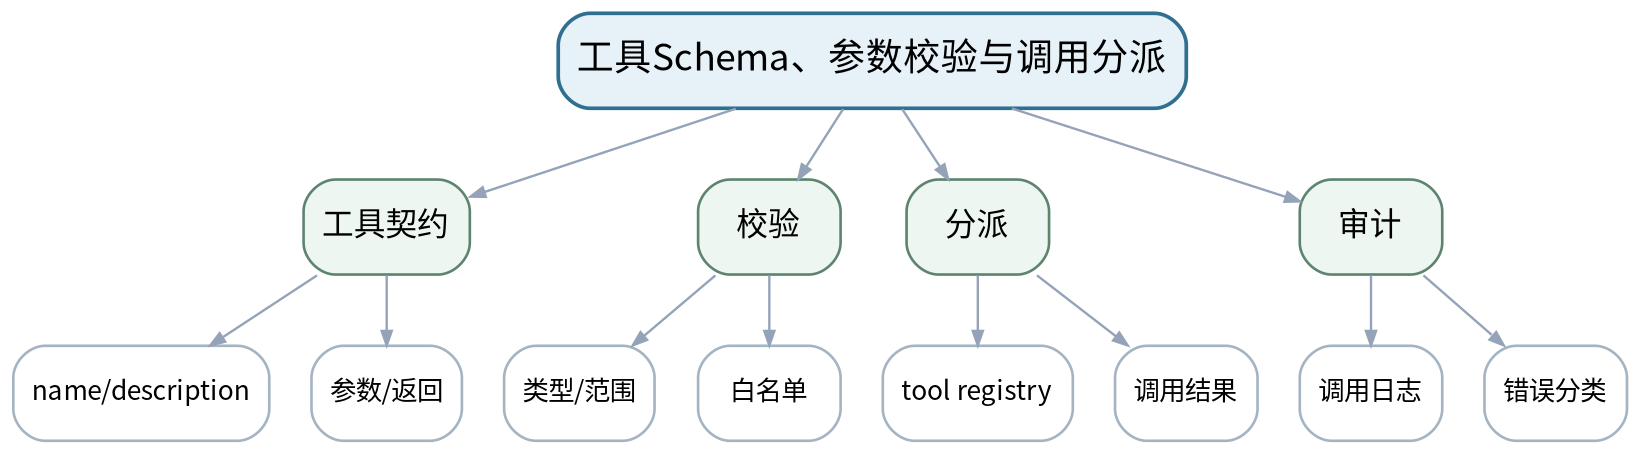 工具Schema、参数校验与调用分派
工具契约
校验
分派
审计
name/description
参数/返回
类型/范围
白名单
tool registry
调用结果
调用日志
错误分类